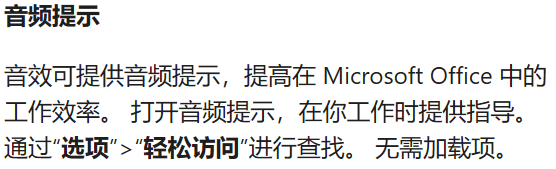 音频提示
音效可提供音频提示，提高在 Microsoft Office 中的
工作效率。 打开音频提示，在你工作时提供指导。
通过“选项”>“轻松访问”进行查找。 无需加载项。